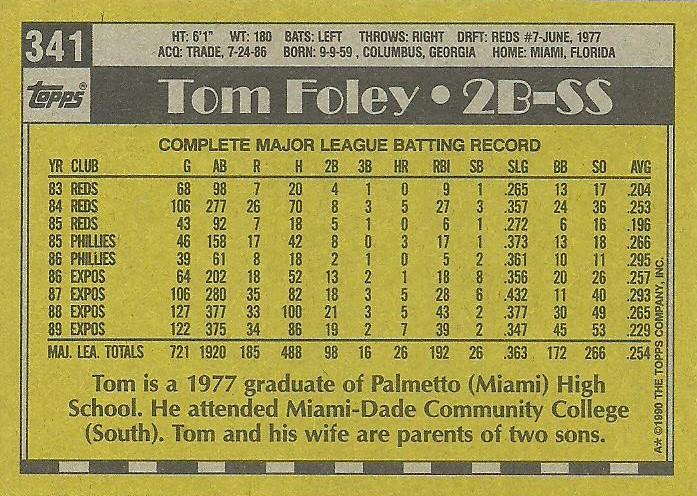 341
HT: 6'1" WT: 180 BATS: LEFT THROWS: RIGHT DRFT: REDS #7-JUNE, 1977
ACQ: TRADE, 7-24-86 BORN: 9-9-59 , COLUMBUS, GEORGIA HOME: MIAMI, FLORIDA
topps®
Tom Foley • 2B-SS
COMPLETE MAJOR LEAGUE BATTING RECORD
YR CLUB G AB R H 2B 3B HR RBI SB SLG BB SO AVG
83 REDS 68 98 7 20 4 1 0 9 1 .265 13 17 .204
84 REDS 106 277 26 70 8 3 5 27 3 .357 24 36 .253
85 REDS 43 92 7 18 5 1 0 6 1 .272 6 16 .196
85 PHILLIES 46 158 17 42 8 0 3 17 1 .373 13 18 .266
86 PHILLIES 39 61 8 18 2 1 0 5 2 .361 10 11 .295
86 EXPOS 64 202 18 52 13 2 1 18 8 .356 20 26 .257
87 EXPOS 106 280 35 82 18 3 5 28 6 .432 11 40 .293
88 EXPOS 127 377 33 100 21 3 5 43 2 .377 30 49 .265
89 EXPOS 122 375 34 86 19 2 7 39 2 .347 45 53 .229
MAJ. LEA. TOTALS 721 1920 185 488 98 16 26 192 26 .363 172 266 .254
Tom is a 1977 graduate of Palmetto (Miami) High
School. He attended Miami-Dade Community College
(South). Tom and his wife are parents of two sons.
A★ ©1990 THE TOPPS COMPANY, INC.